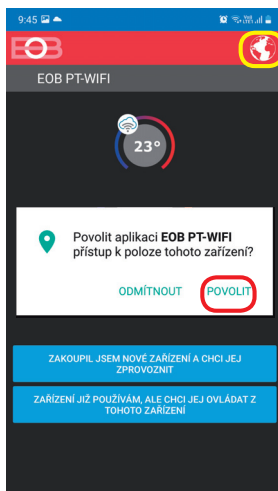 9:45
EOB
EOB PT-WIFI
23°
Povolit aplikaci EOB PT-WIFI
přístup k poloze tohoto zařízení?
ODMÍTNOUT POVOLIT
ZAKOUPIL JSEM NOVÉ ZAŘÍZENÍ A CHCI JEJ
ZPROVOZNIT
ZAŘÍZENÍ JIŽ POUŽÍVÁM, ALE CHCI JEJ OVLÁDAT Z
TOHOTO ZAŘÍZENÍ